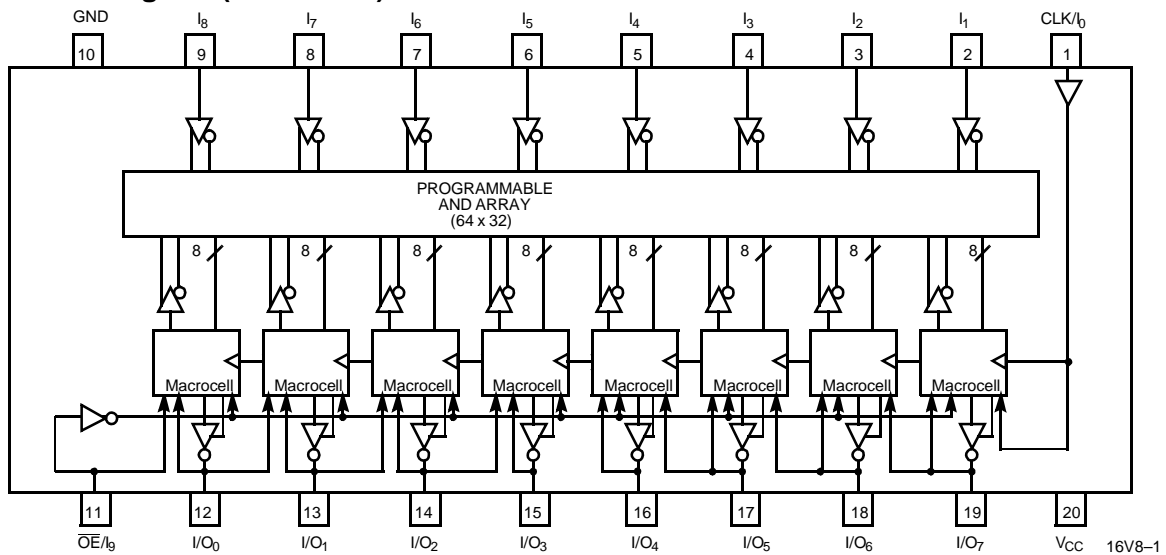 GND I8 I7 I6 I5 I4 I3 I2 I1 CLK/I0
10 9 8 7 6 5 4 3 2 1
PROGRAMMABLE
AND ARRAY
(64 x 32)
8 8 8 8 8 8 8 8
Macrocell Macrocell Macrocell Macrocell Macrocell Macrocell Macrocell Macrocell
11 12 13 14 15 16 17 18 19 20
OE/I9 I/O0 I/O1 I/O2 I/O3 I/O4 I/O5 I/O6 I/O7 VCC 16V8–1